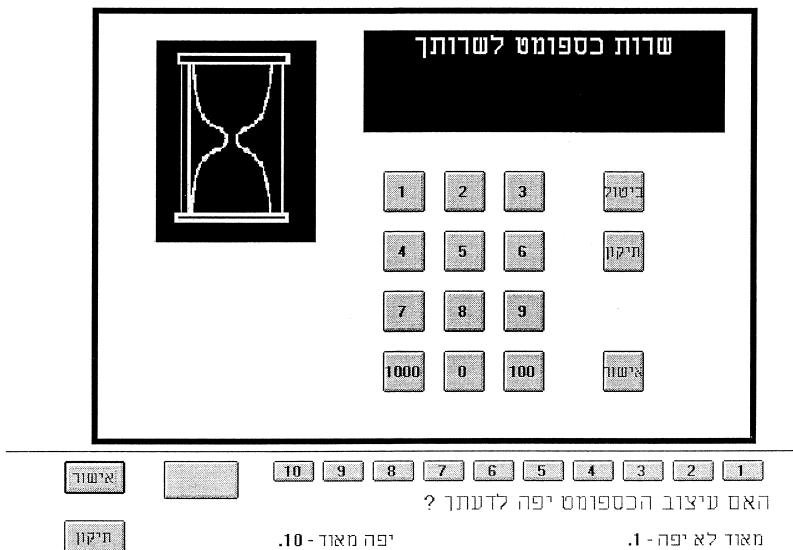 שרות כספומט לשרותך
1 2 3 ביטול
4 5 6 תיקון
7 8 9
1000 0 100 אישור
אישור 10 9 8 7 6 5 4 3 2 1
האם עיצוב הכספומט יפה לדעתך ?
מאוד לא יפה - 1. יפה מאוד - 10. תיקון